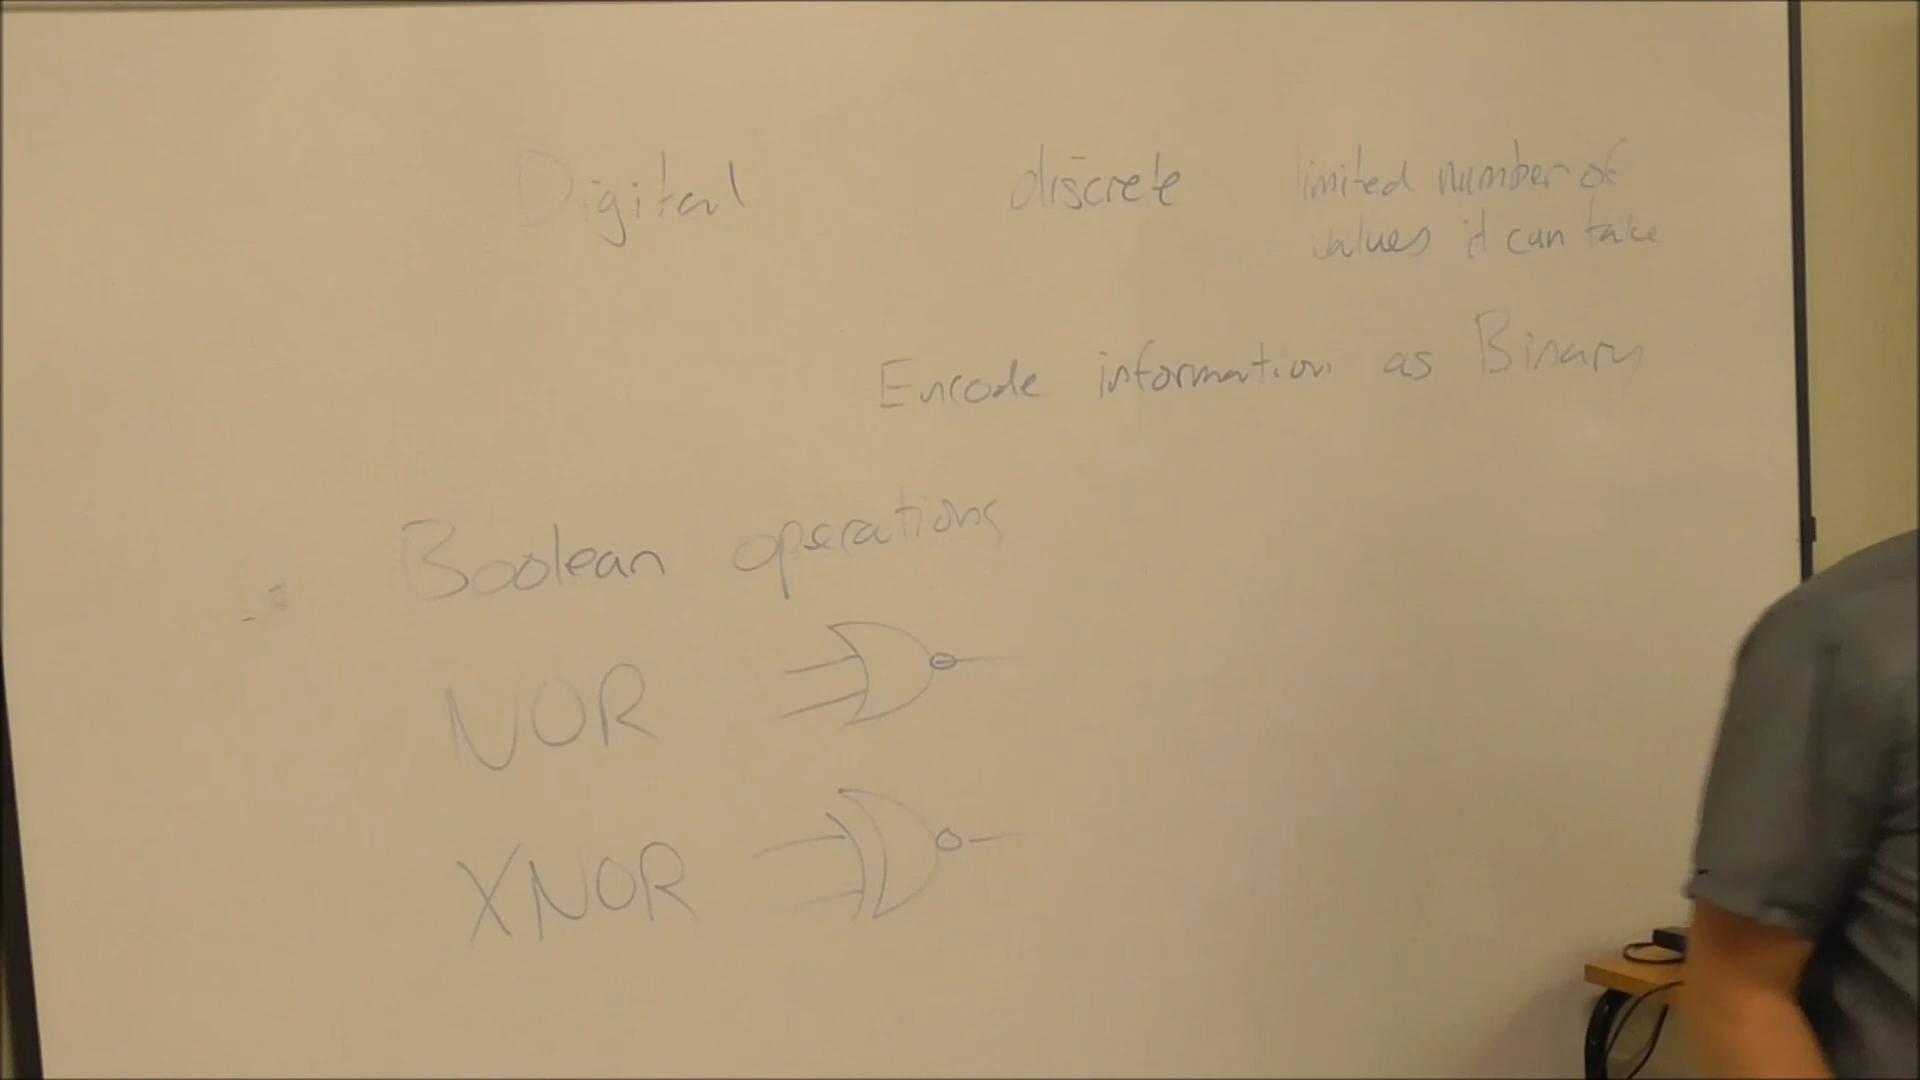 Digital discrete limited number of
values it can take
Encode information as Binary
Boolean operations
NOR
XNOR